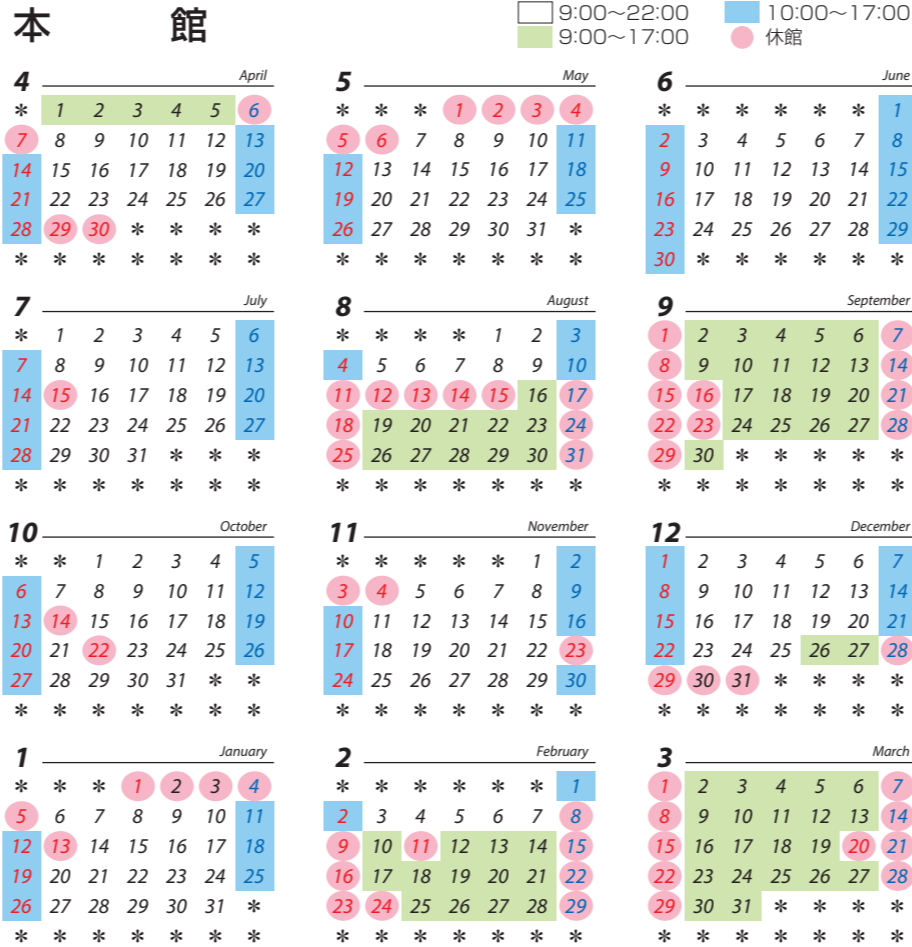 本 館
9:00～22:00 10:00～17:00
9:00～17:00 休館
4 April
* 1 2 3 4 5 6
7 8 9 10 11 12 13
14 15 16 17 18 19 20
21 22 23 24 25 26 27
28 29 30 * * * *
* * * * * * *
5 May
* * * 1 2 3 4
5 6 7 8 9 10 11
12 13 14 15 16 17 18
19 20 21 22 23 24 25
26 27 28 29 30 31 *
* * * * * * *
6 June
* * * * * * 1
2 3 4 5 6 7 8
9 10 11 12 13 14 15
16 17 18 19 20 21 22
23 24 25 26 27 28 29
30 * * * * * *
7 July
* 1 2 3 4 5 6
7 8 9 10 11 12 13
14 15 16 17 18 19 20
21 22 23 24 25 26 27
28 29 30 31 * * *
* * * * * * *
8 August
* * * * 1 2 3
4 5 6 7 8 9 10
11 12 13 14 15 16 17
18 19 20 21 22 23 24
25 26 27 28 29 30 31
* * * * * * *
9 September
1 2 3 4 5 6 7
8 9 10 11 12 13 14
15 16 17 18 19 20 21
22 23 24 25 26 27 28
29 30 * * * * *
* * * * * * *
10 October
* * 1 2 3 4 5
6 7 8 9 10 11 12
13 14 15 16 17 18 19
20 21 22 23 24 25 26
27 28 29 30 31 * *
* * * * * * *
11 November
* * * * * 1 2
3 4 5 6 7 8 9
10 11 12 13 14 15 16
17 18 19 20 21 22 23
24 25 26 27 28 29 30
* * * * * * *
12 December
1 2 3 4 5 6 7
8 9 10 11 12 13 14
15 16 17 18 19 20 21
22 23 24 25 26 27 28
29 30 31 * * * *
* * * * * * *
1 January
* * * 1 2 3 4
5 6 7 8 9 10 11
12 13 14 15 16 17 18
19 20 21 22 23 24 25
26 27 28 29 30 31 *
* * * * * * *
2 February
* * * * * * 1
2 3 4 5 6 7 8
9 10 11 12 13 14 15
16 17 18 19 20 21 22
23 24 25 26 27 28 29
* * * * * * *
3 March
1 2 3 4 5 6 7
8 9 10 11 12 13 14
15 16 17 18 19 20 21
22 23 24 25 26 27 28
29 30 31 * * * *
* * * * * * *